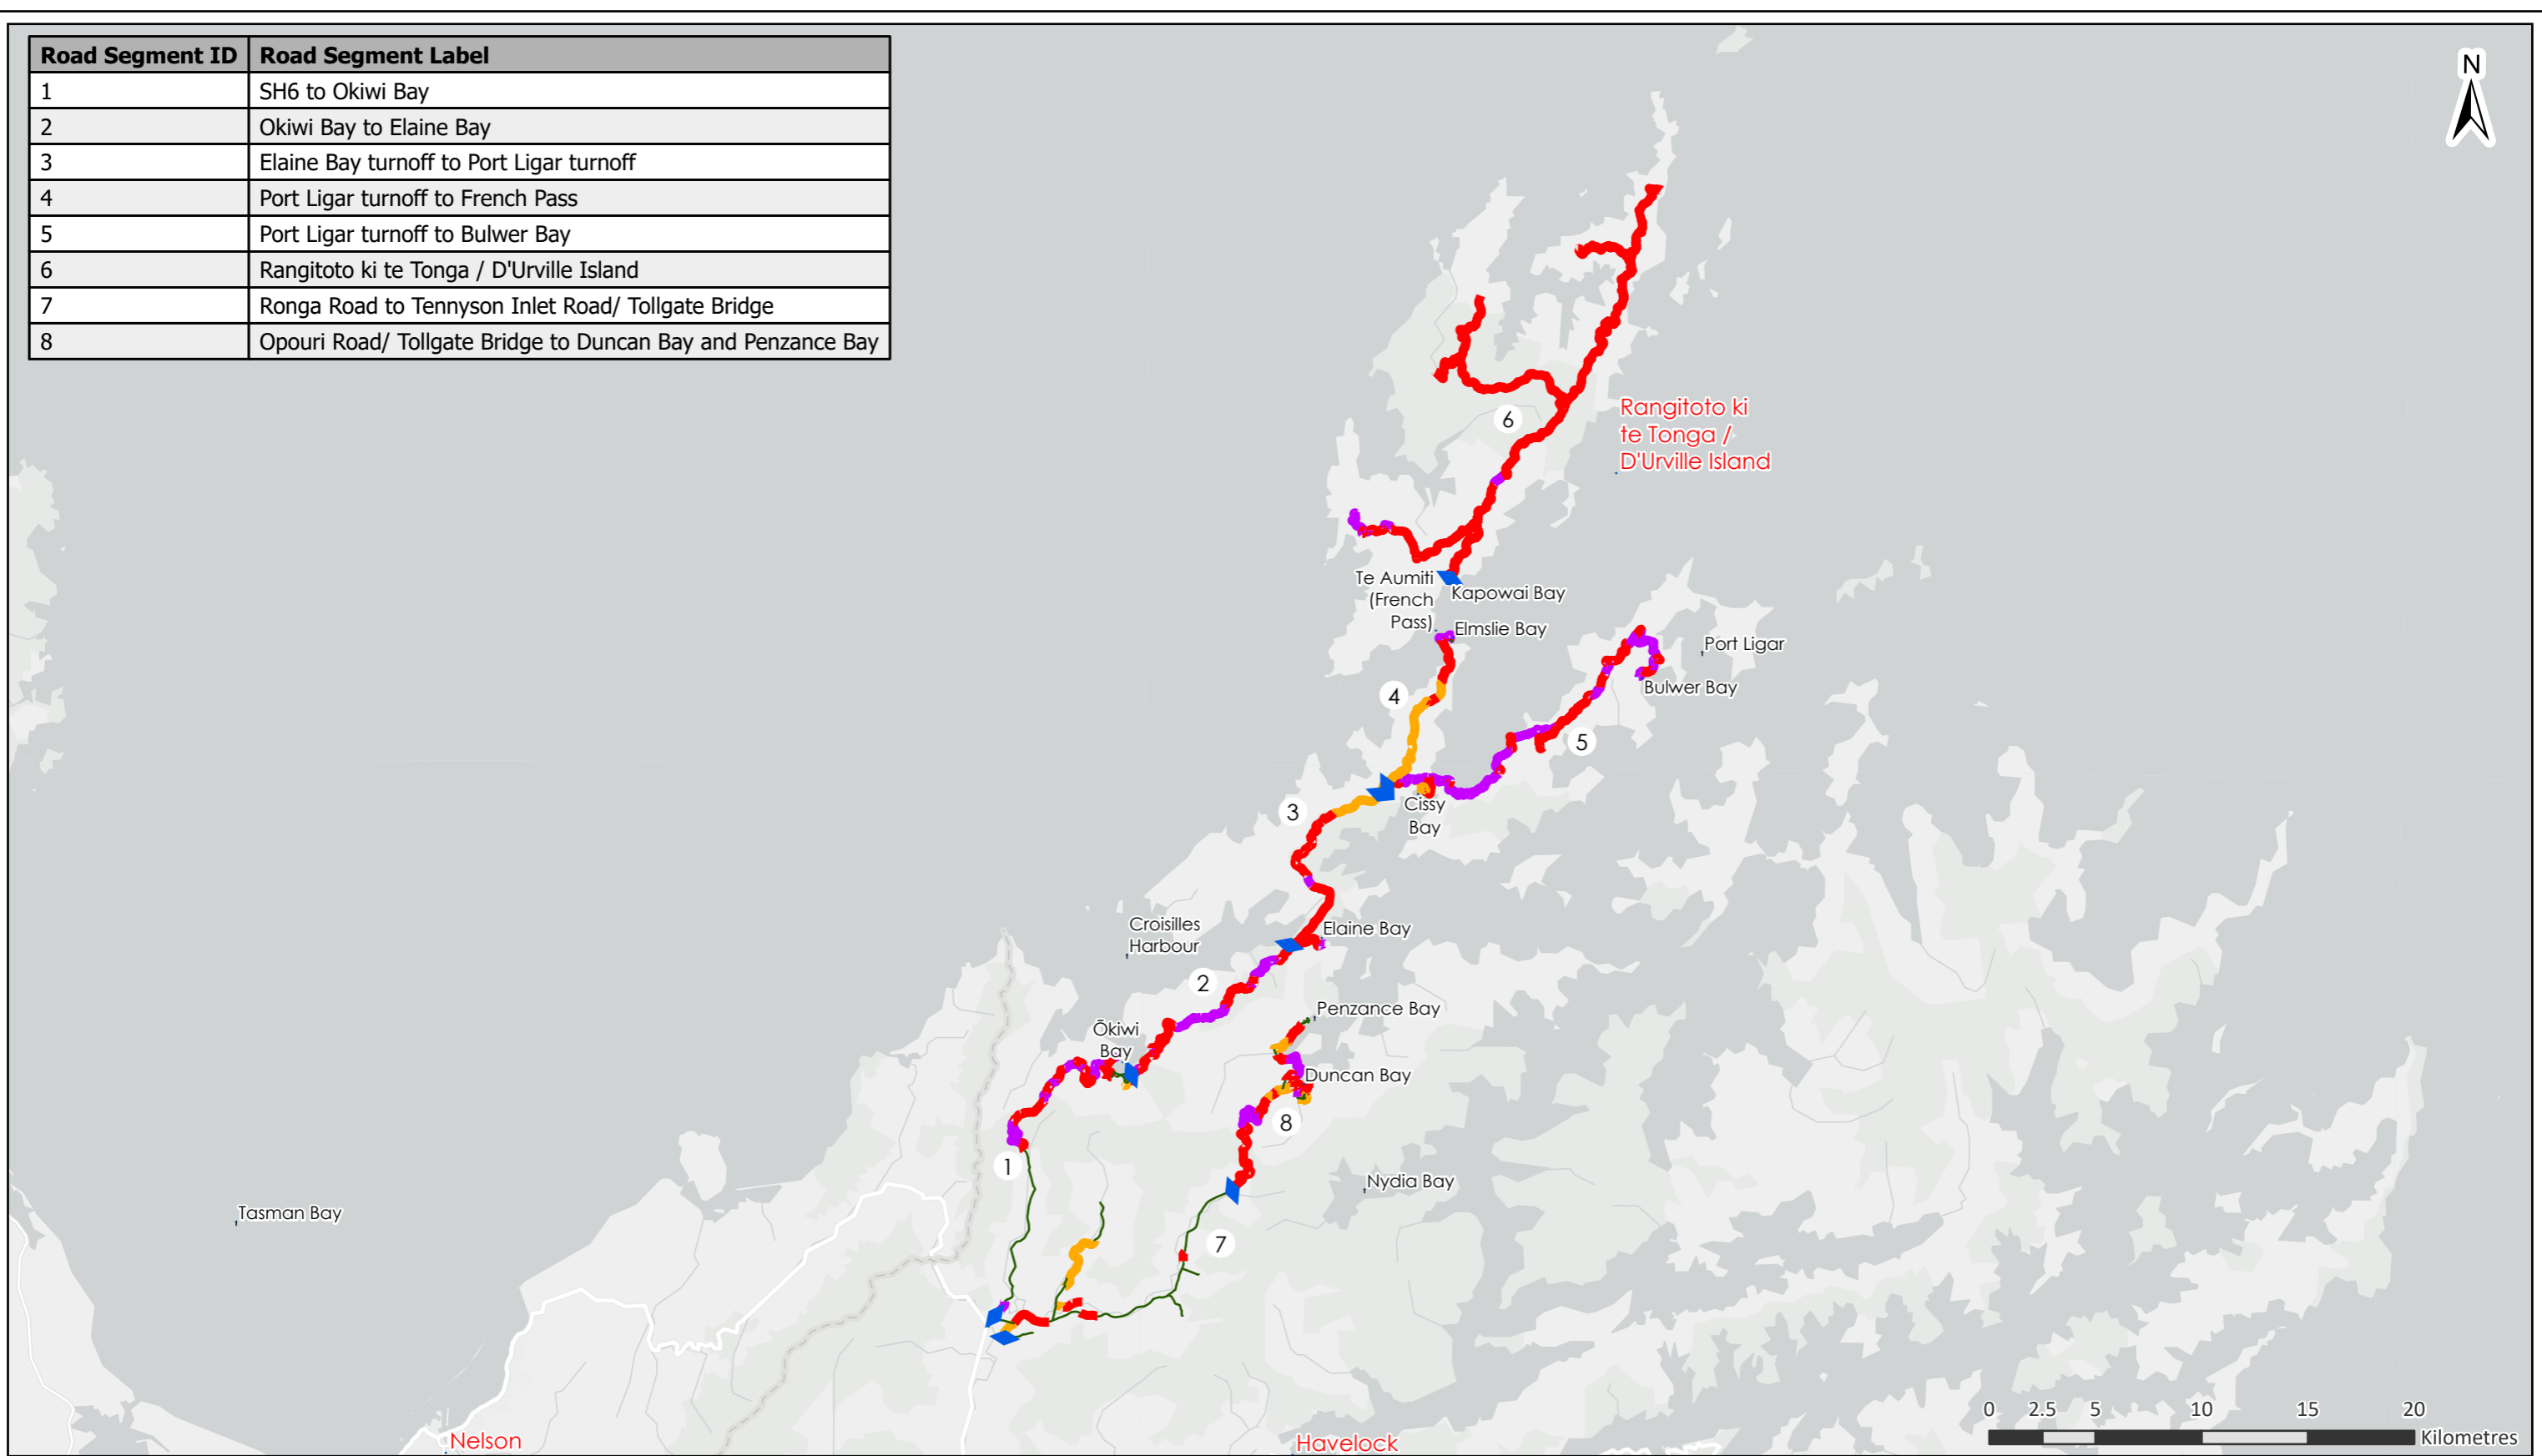 Road Segment ID Road Segment Label
1 SH6 to Okiwi Bay
2 Okiwi Bay to Elaine Bay
3 Elaine Bay turnoff to Port Ligar turnoff
4 Port Ligar turnoff to French Pass
5 Port Ligar turnoff to Bulwer Bay
6 Rangitoto ki te Tonga / D'Urville Island
7 Ronga Road to Tennyson Inlet Road/ Tollgate Bridge
8 Opouri Road/ Tollgate Bridge to Duncan Bay and Penzance Bay
N
6
Rangitoto ki
te Tonga /
D'Urville Island
Te Aumiti
(French
Pass)
Kapowai Bay
Elmslie Bay
Port Ligar
Bulwer Bay
4
5
Cissy
Bay
3
Croisilles
Harbour
Elaine Bay
2
Penzance Bay
Ōkiwi
Bay
Duncan Bay
8
1
Nydia Bay
Tasman Bay
7
Nelson
Havelock
0 2.5 5 10 15 20
Kilometres